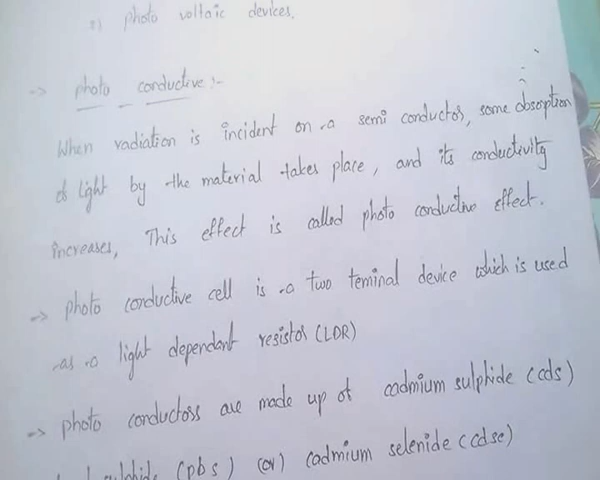 2) photo voltaic devices.
-> photo conductive :-
When radiation is incident on a semi conductor, some absorption
of light by the material takes place, and its conductivity
increases, This effect is called photo conductive effect.
-> photo conductive cell is a two teminal device which is used
as a light dependant resistor (LDR)
-> photo conductors are made up of cadmium sulphide (cds)
sulphide (pbs) (or) cadmium selenide (cdse)